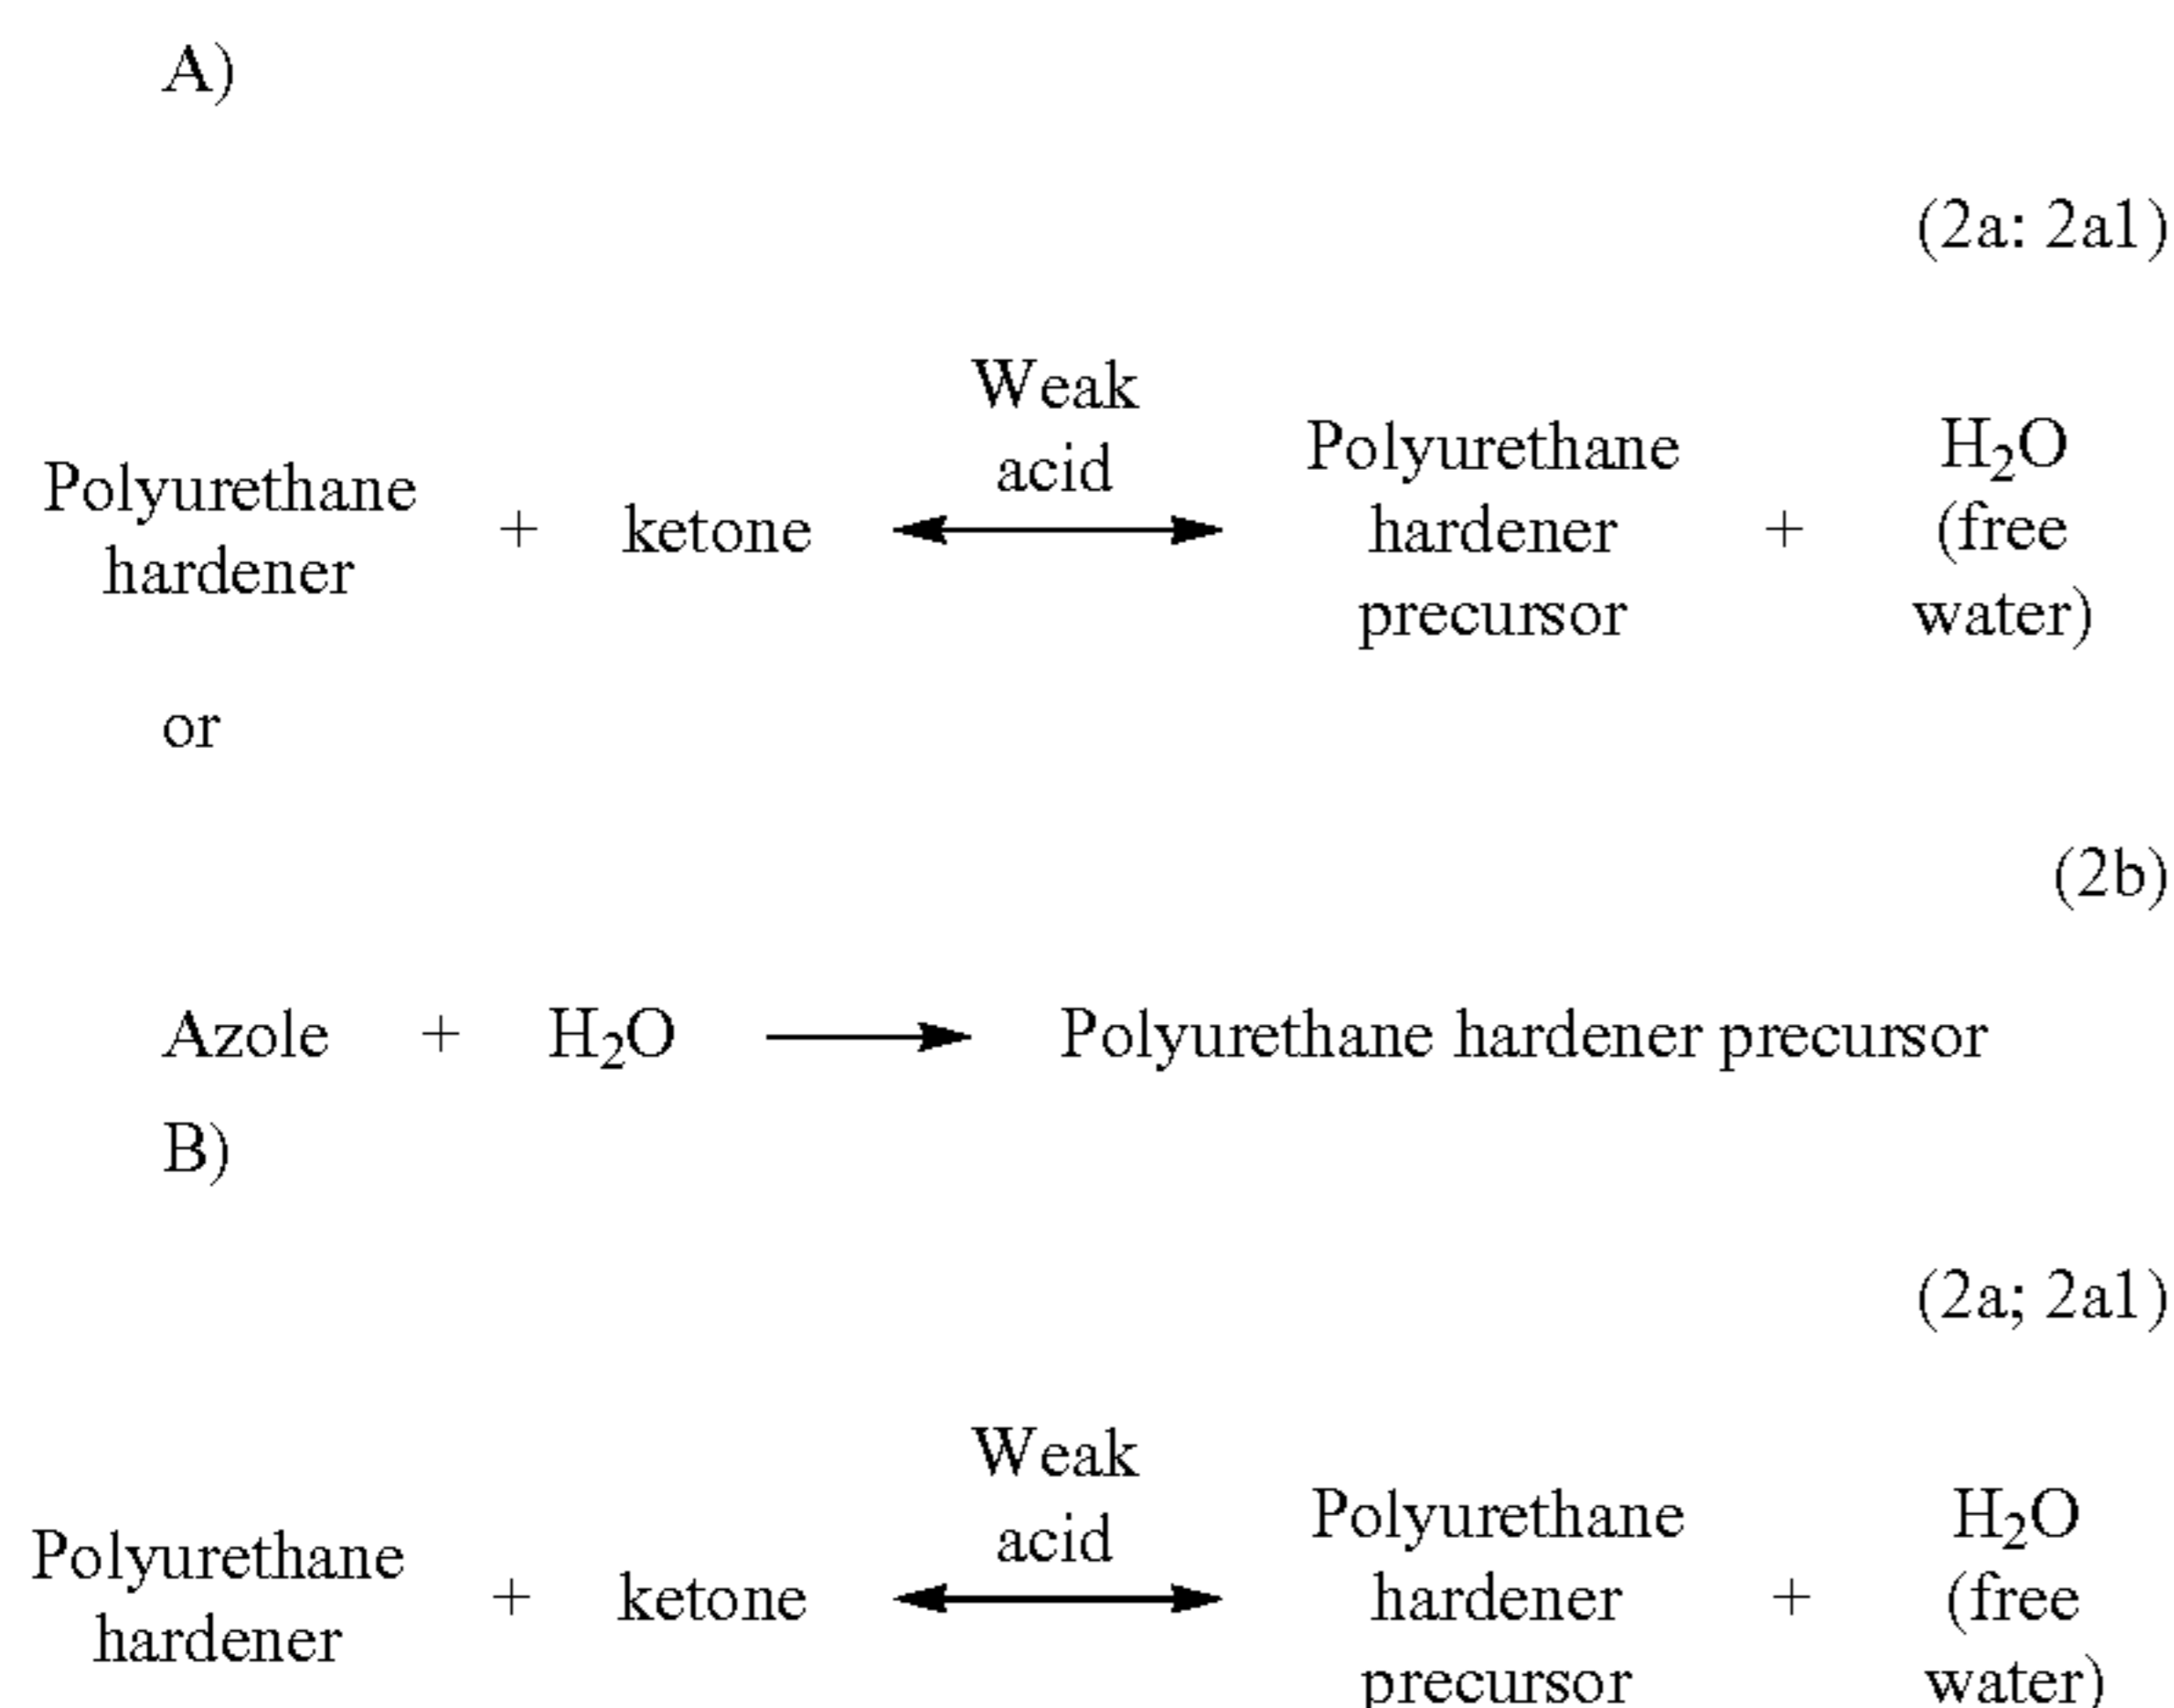 A)
(2a: 2a1)
Polyurethane hardener + ketone Weak acid ⟷ Polyurethane hardener precursor + H₂O (free water)
or
(2b)
Azole + H₂O ⟶ Polyurethane hardener precursor
B)
(2a; 2a1)
Polyurethane hardener + ketone Weak acid ⟷ Polyurethane hardener precursor + H₂O (free water)